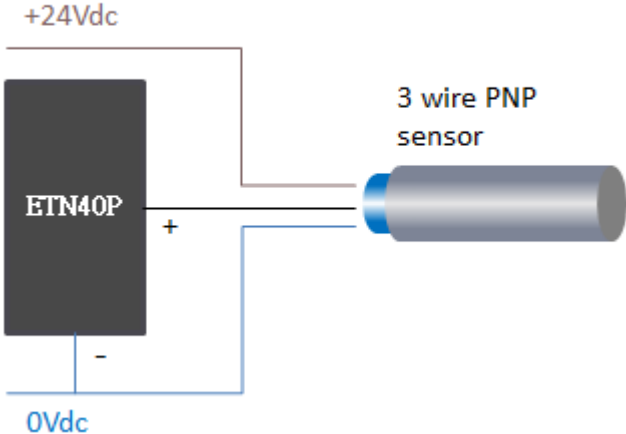 +24Vdc
3 wire PNP
sensor
ETN40P
+
-
0Vdc